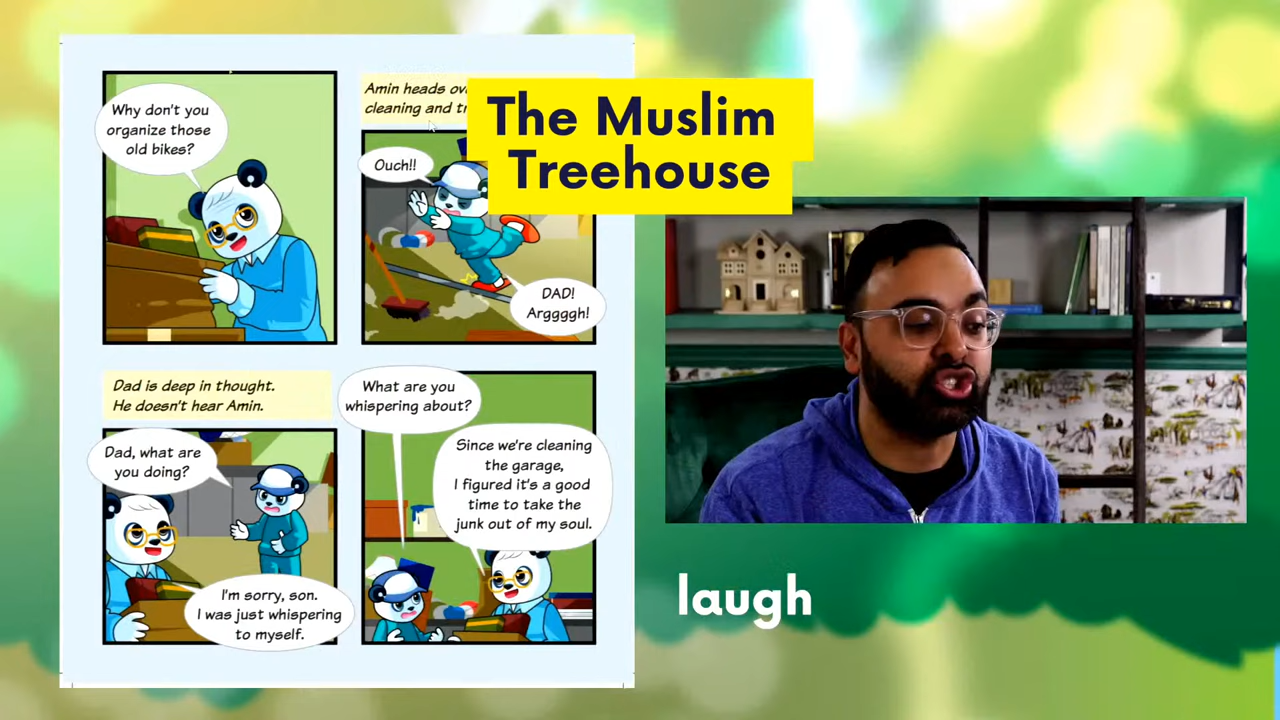 Why don't you
organize those
old bikes?
Amin heads
cleaning and
Ouch!!
DAD!
Arggggh!
Dad is deep in thought.
He doesn't hear Amin.
Dad, what are
you doing?
I'm sorry, son.
I was just whispering
to myself.
What are you
whispering about?
Since we're cleaning
the garage,
I figured it's a good
time to take the
junk out of my soul.
The Muslim
Treehouse
laugh